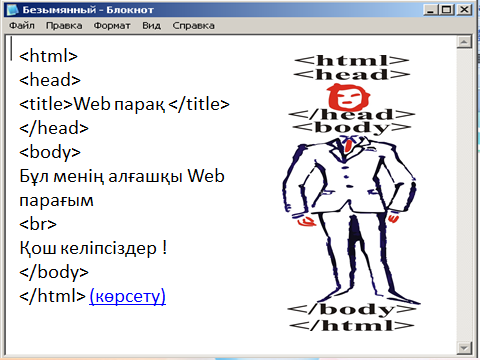 Безымянный - Блокнот
Файл Правка Формат Вид Справка
<html>
<head>
<title>Web парақ </title>
</head>
<body>
Бұл менің алғашқы Web
парағым
<br>
Қош келіпсіздер !
</body>
</html> (көрсету)
<html>
<head>
</head>
<body>
</body>
</html>